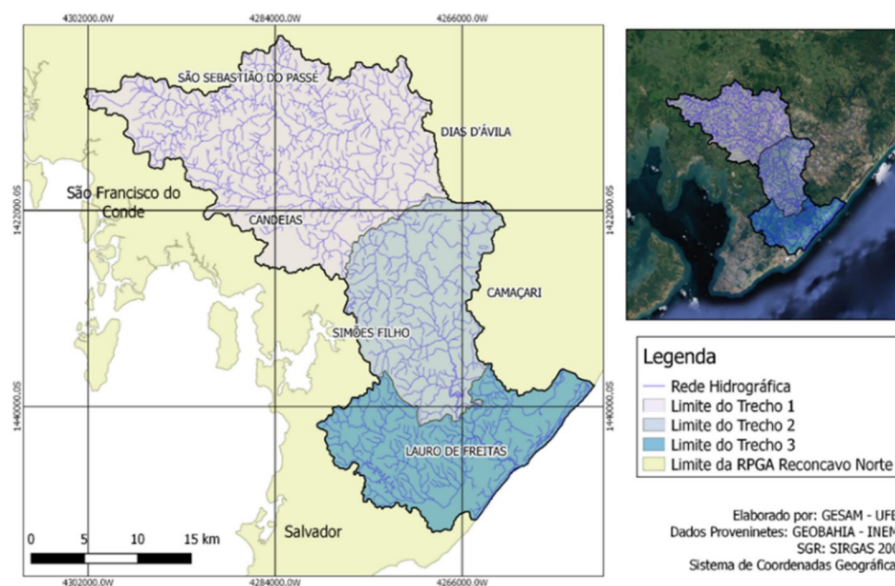 4302000.0W 4284000.0W 4266000.0W
SÃO SEBASTIÃO DO PASSÉ
DIAS D'ÁVILA
São Francisco do
Conde
CANDEIAS
1422000.0S
1422000.0S
CAMAÇARI
SIMÕES FILHO
1440000.0S
1440000.0S
LAURO DE FREITAS
Salvador
0 5 10 15 km
4302000.0W 4284000.0W 4266000.0W
Legenda
Rede Hidrográfica
Limite do Trecho 1
Limite do Trecho 2
Limite do Trecho 3
Limite da RPGA Reconcavo Norte
Elaborado por: GESAM - UFB
Dados Proveninetes: GEOBAHIA - INEM
SGR: SIRGAS 200
Sistema de Coordenadas Geográfica